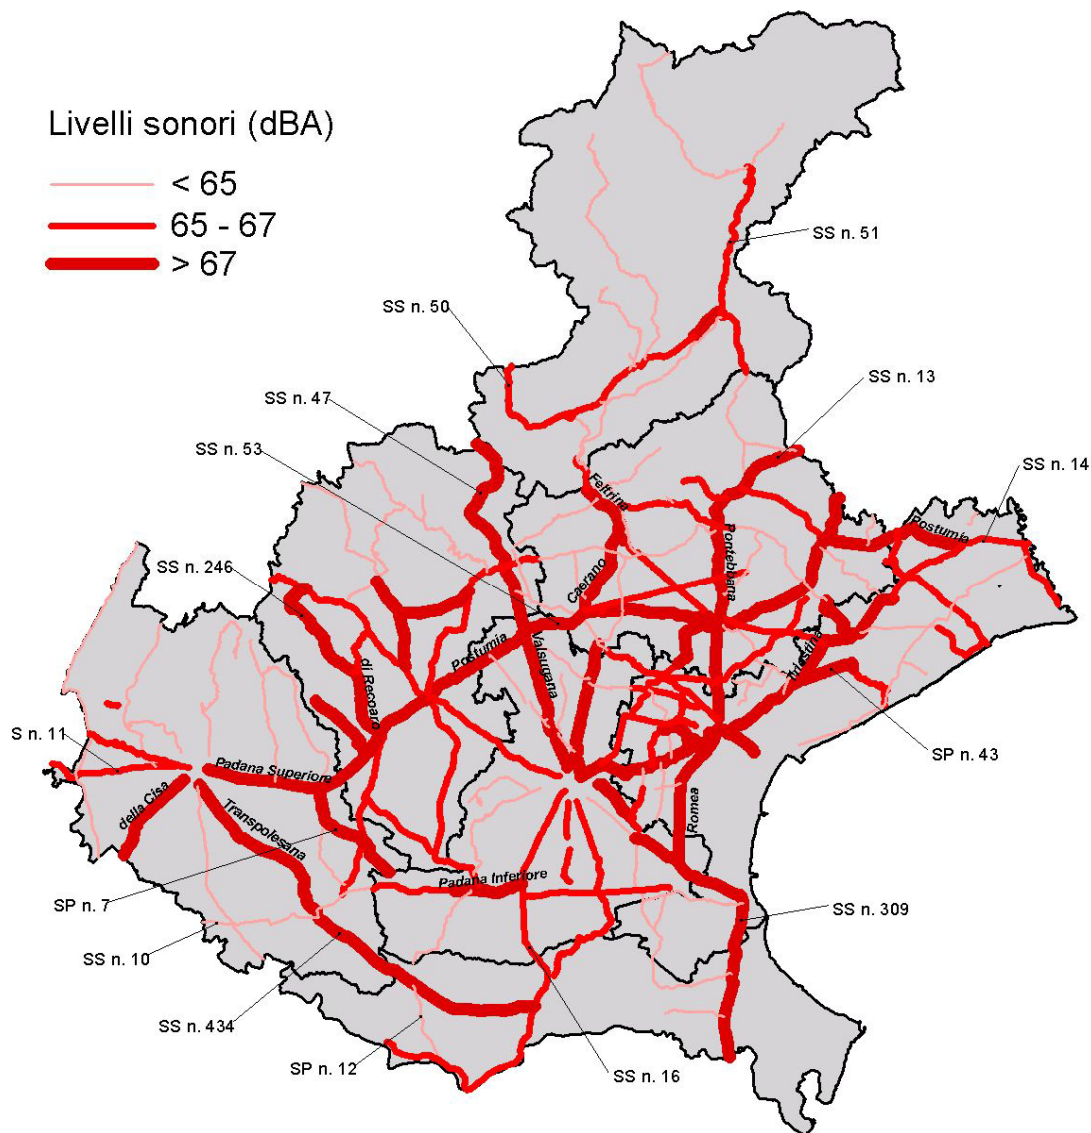 Livelli sonori (dBA)
< 65
65 - 67
> 67
SS n. 51
SS n. 50
SS n. 13
SS n. 47
SS n. 53
SS n. 14
Feltrina
Postumia
Pontebbana
SS n. 246
Caerano
Postumia
Valsugana
Triestina
di Recoaro
S n. 11
SP n. 43
Padana Superiore
della Cisa
Transpolesana
Romea
Padana Inferiore
SP n. 7
SS n. 309
SS n. 10
SS n. 434
SP n. 12
SS n. 16